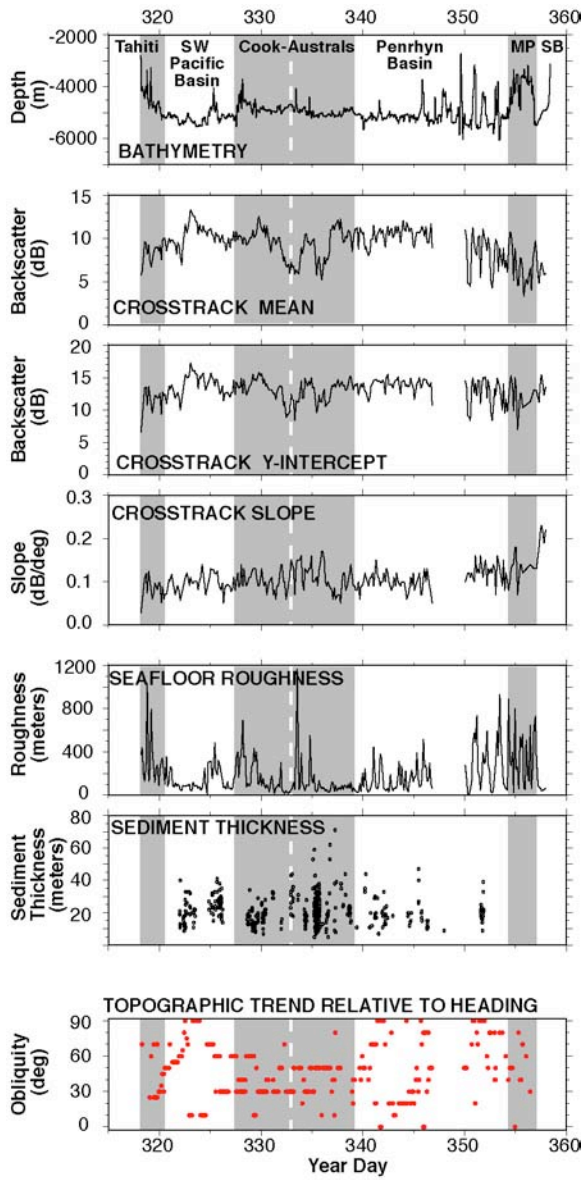 320 330 340 350 360
-2000
-4000
-6000
Depth
(m)
Tahiti SW Pacific Basin Cook-Australs Penrhyn Basin MP SB
BATHYMETRY
15
10
5
0
Backscatter
(dB)
CROSSTRACK MEAN
20
15
10
5
0
Backscatter
(dB)
CROSSTRACK Y-INTERCEPT
0.3
0.2
0.1
0.0
Slope
(dB/deg)
CROSSTRACK SLOPE
1200
800
400
0
Roughness
(meters)
SEAFLOOR ROUGHNESS
80
60
40
20
Sediment
Thickness
(meters)
SEDIMENT THICKNESS
TOPOGRAPHIC TREND RELATIVE TO HEADING
90
60
30
0
Obliquity
(deg)
320 330 340 350 360
Year Day